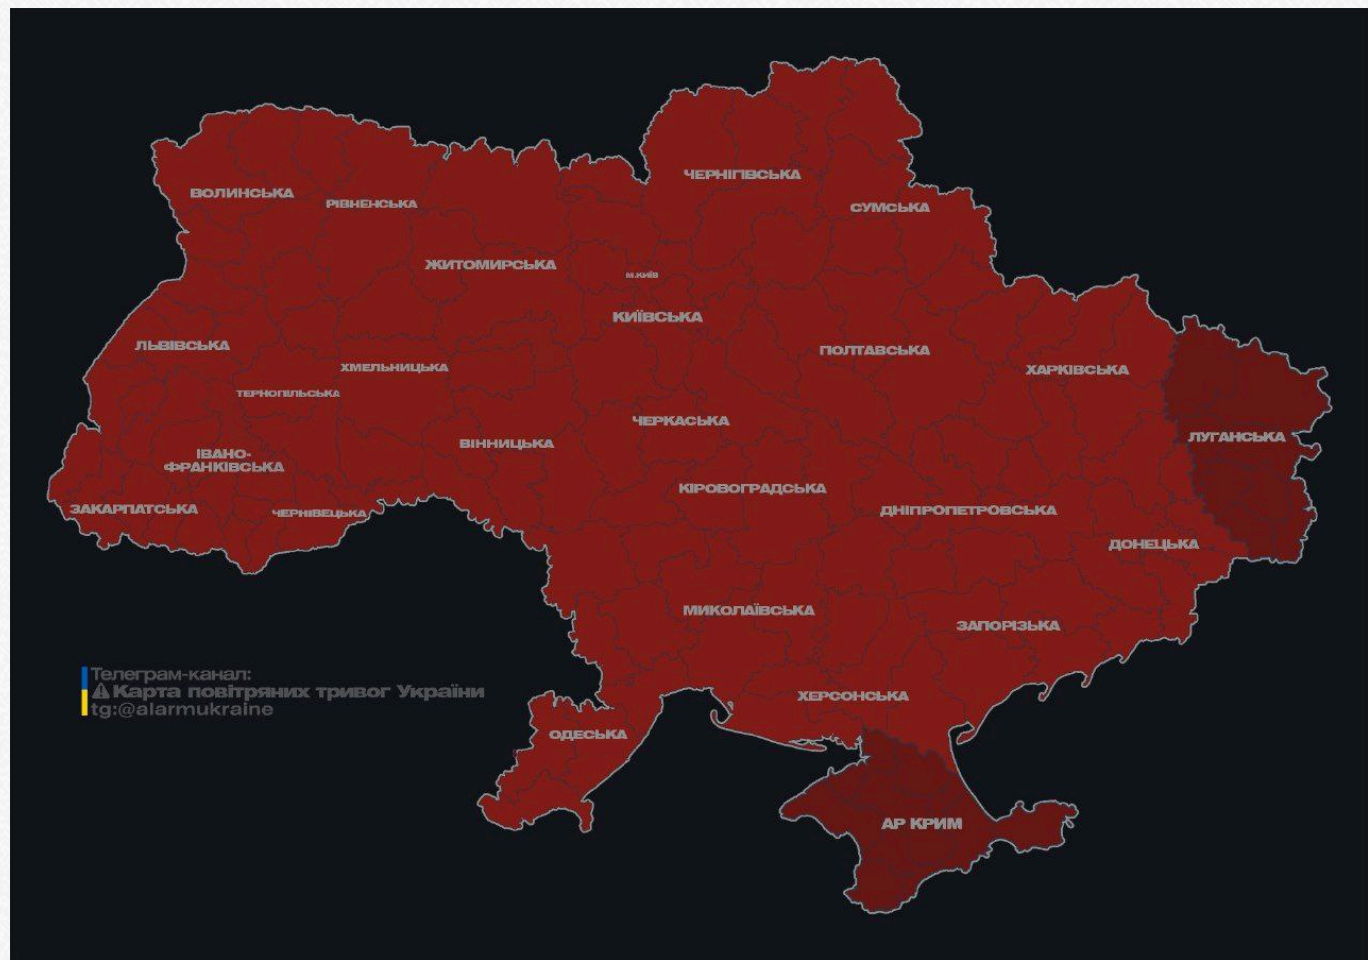 ЧЕРНІГІВСЬКА
ВОЛИНСЬКА
РІВНЕНСЬКА
СУМСЬКА
ЖИТОМИРСЬКА
М.КИЇВ
КИЇВСЬКА
ЛЬВІВСЬКА
ПОЛТАВСЬКА
ХМЕЛЬНИЦЬКА
ХАРКІВСЬКА
ТЕРНОПІЛЬСЬКА
ЧЕРКАСЬКА
ЛУГАНСЬКА
ВІННИЦЬКА
ІВАНО-
ФРАНКІВСЬКА
КІРОВОГРАДСЬКА
ЗАКАРПАТСЬКА
ЧЕРНІВЕЦЬКА
ДНІПРОПЕТРОВСЬКА
ДОНЕЦЬКА
МИКОЛАЇВСЬКА
ЗАПОРІЗЬКА
Телеграм-канал:
⚠Карта повітряних тривог України
tg:@alarmukraine
ХЕРСОНСЬКА
ОДЕСЬКА
АР КРИМ